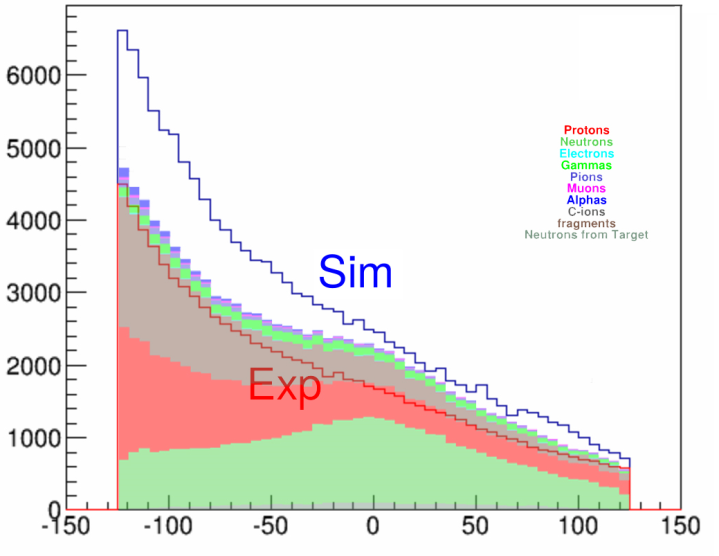 6000
5000
4000
3000
2000
1000
0
Protons
Neutrons
Electrons
Gammas
Pions
Muons
Alphas
C-ions
fragments
Neutrons from Target
Sim
Exp
-150 -100 -50 0 50 100 150